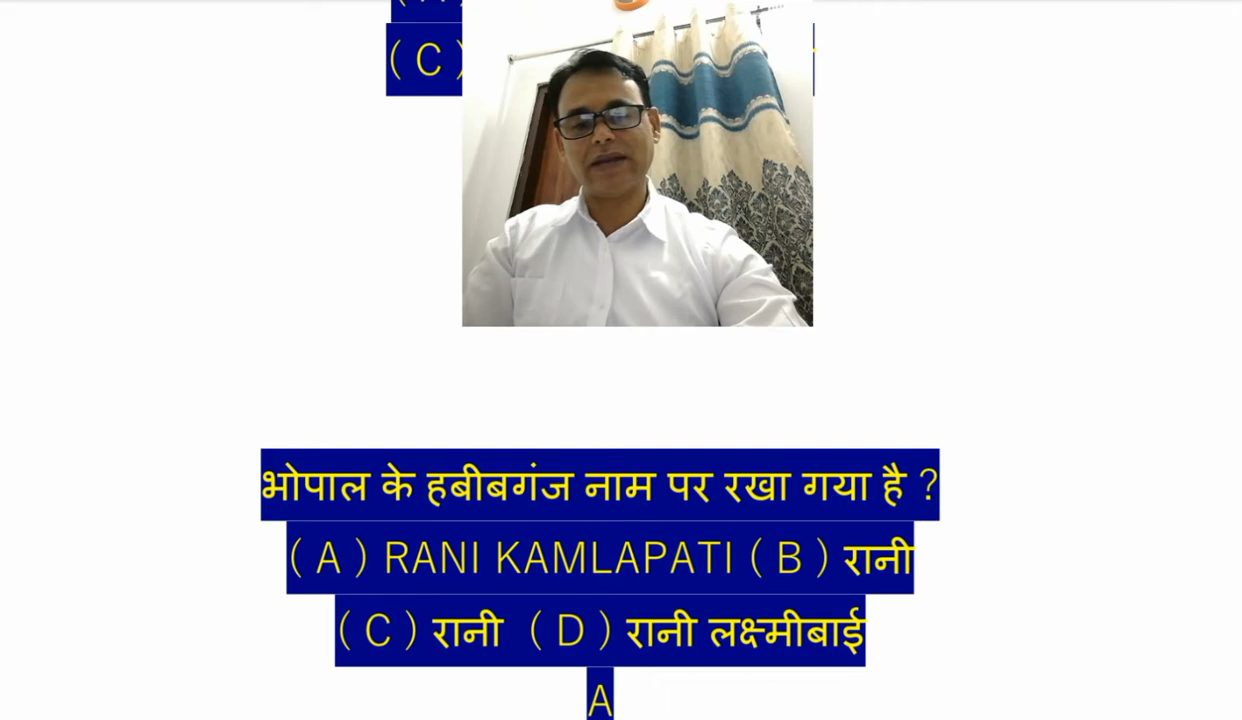 ( C )
भोपाल के हबीबगंज नाम पर रखा गया है ?
( A ) RANI KAMLAPATI ( B ) रानी
( C ) रानी ( D ) रानी लक्ष्मीबाई
A